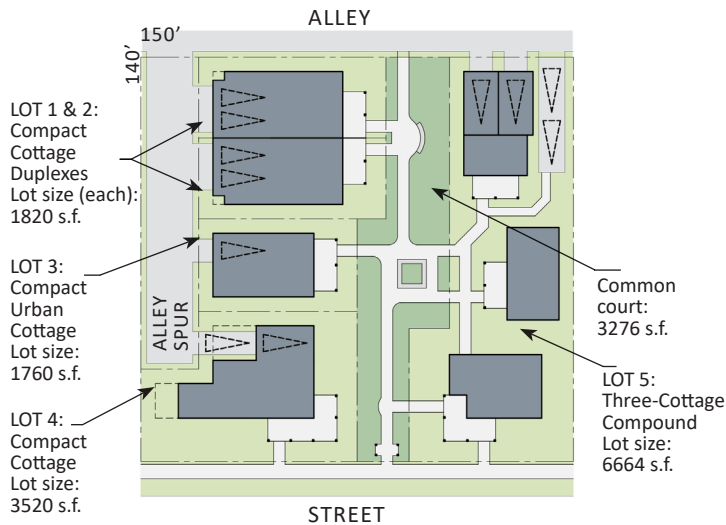 ALLEY
150’
140’
LOT 1 & 2:
Compact
Cottage
Duplexes
Lot size (each):
1820 s.f.
LOT 3:
Compact
Urban
Cottage
Lot size:
1760 s.f.
ALLEY
SPUR
LOT 4:
Compact
Cottage
Lot size:
3520 s.f.
Common
court:
3276 s.f.
LOT 5:
Three-Cottage
Compound
Lot size:
6664 s.f.
STREET